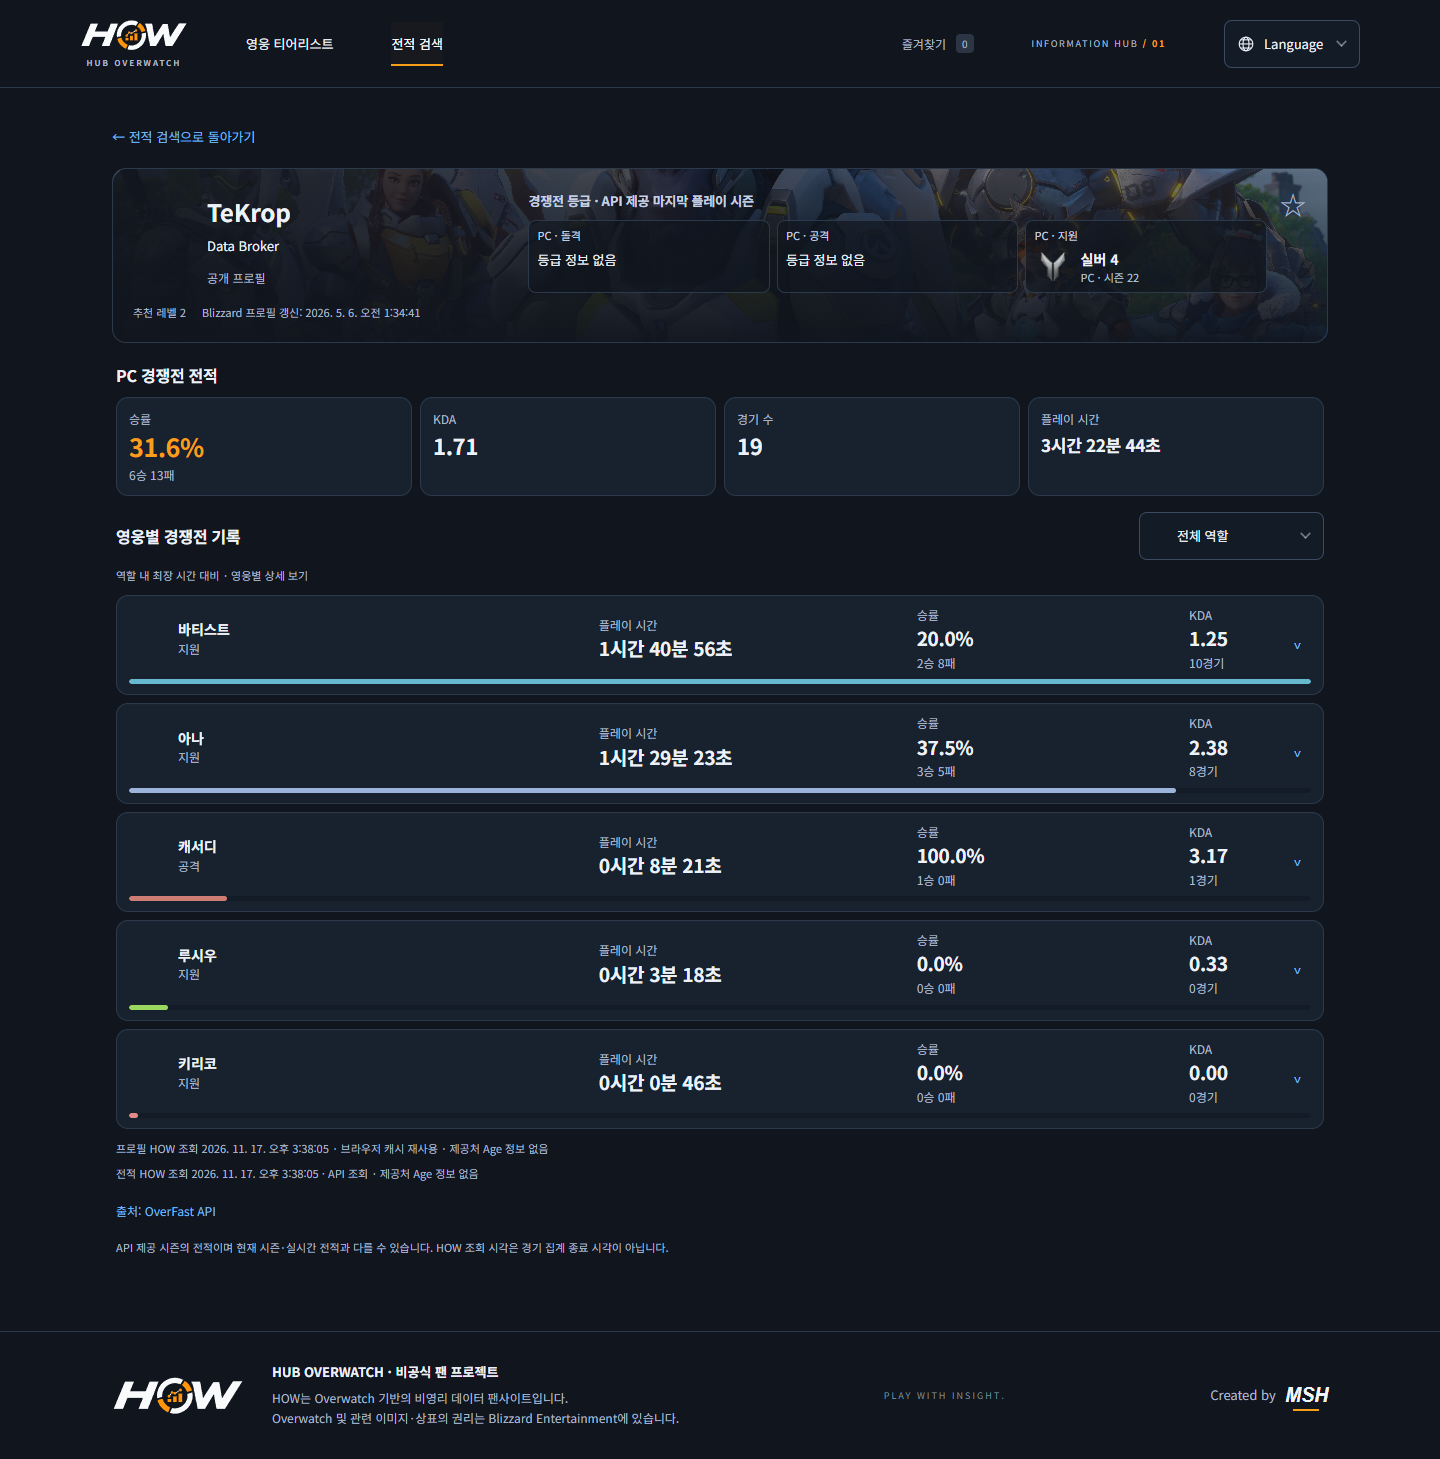 HOW
HUB OVERWATCH
영웅 티어리스트
전적 검색
즐겨찾기 0
INFORMATION HUB / 01
Language
← 전적 검색으로 돌아가기
TeKrop
Data Broker
공개 프로필
추천 레벨 2 Blizzard 프로필 갱신: 2026. 5. 6. 오전 1:34:41
경쟁전 등급 · API 제공 마지막 플레이 시즌
PC · 돌격
등급 정보 없음
PC · 공격
등급 정보 없음
PC · 지원
실버 4
PC · 시즌 22
PC 경쟁전 전적
승률
31.6%
6승 13패
KDA
1.71
경기 수
19
플레이 시간
3시간 22분 44초
영웅별 경쟁전 기록
전체 역할
역할 내 최장 시간 대비 · 영웅별 상세 보기
바티스트
지원
플레이 시간
1시간 40분 56초
승률
20.0%
2승 8패
KDA
1.25
10경기
v
아나
지원
플레이 시간
1시간 29분 23초
승률
37.5%
3승 5패
KDA
2.38
8경기
v
캐서디
공격
플레이 시간
0시간 8분 21초
승률
100.0%
1승 0패
KDA
3.17
1경기
v
루시우
지원
플레이 시간
0시간 3분 18초
승률
0.0%
0승 0패
KDA
0.33
0경기
v
키리코
지원
플레이 시간
0시간 0분 46초
승률
0.0%
0승 0패
KDA
0.00
0경기
v
프로필 HOW 조회 2026. 11. 17. 오후 3:38:05 · 브라우저 캐시 재사용 · 제공처 Age 정보 없음
전적 HOW 조회 2026. 11. 17. 오후 3:38:05 · API 조회 · 제공처 Age 정보 없음
출처: OverFast API
API 제공 시즌의 전적이며 현재 시즌·실시간 전적과 다를 수 있습니다. HOW 조회 시각은 경기 집계 종료 시각이 아닙니다.
HOW
HUB OVERWATCH · 비공식 팬 프로젝트
HOW는 Overwatch 기반의 비영리 데이터 팬사이트입니다.
Overwatch 및 관련 이미지·상표의 권리는 Blizzard Entertainment에 있습니다.
PLAY WITH INSIGHT.
Created by MSH